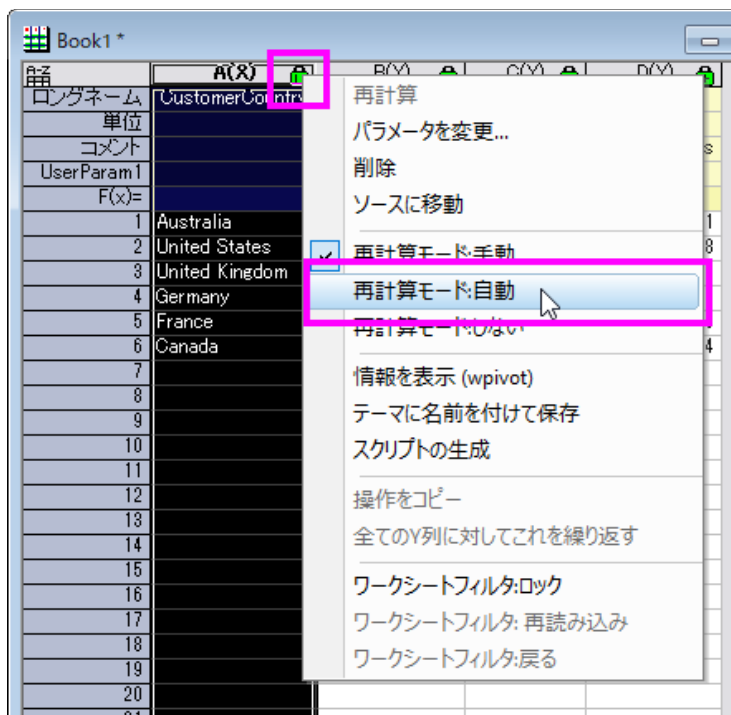 Book1 *
A(X) B(Y) C(Y) D(Y)
ロングネーム CustomerCountry
単位
コメント s
UserParam1
F(x)=
1 Australia 1
2 United States 8
3 United Kingdom
4 Germany
5 France
6 Canada 4
7
8
9
10
11
12
13
14
15
16
17
18
19
20
再計算
パラメータを変更...
削除
ソースに移動
再計算モード:手動
再計算モード:自動
再計算モード:しない
情報を表示 (wpivot)
テーマに名前を付けて保存
スクリプトの生成
操作をコピー
全てのY列に対してこれを繰り返す
ワークシートフィルタ:ロック
ワークシートフィルタ: 再読み込み
ワークシートフィルタ:戻る